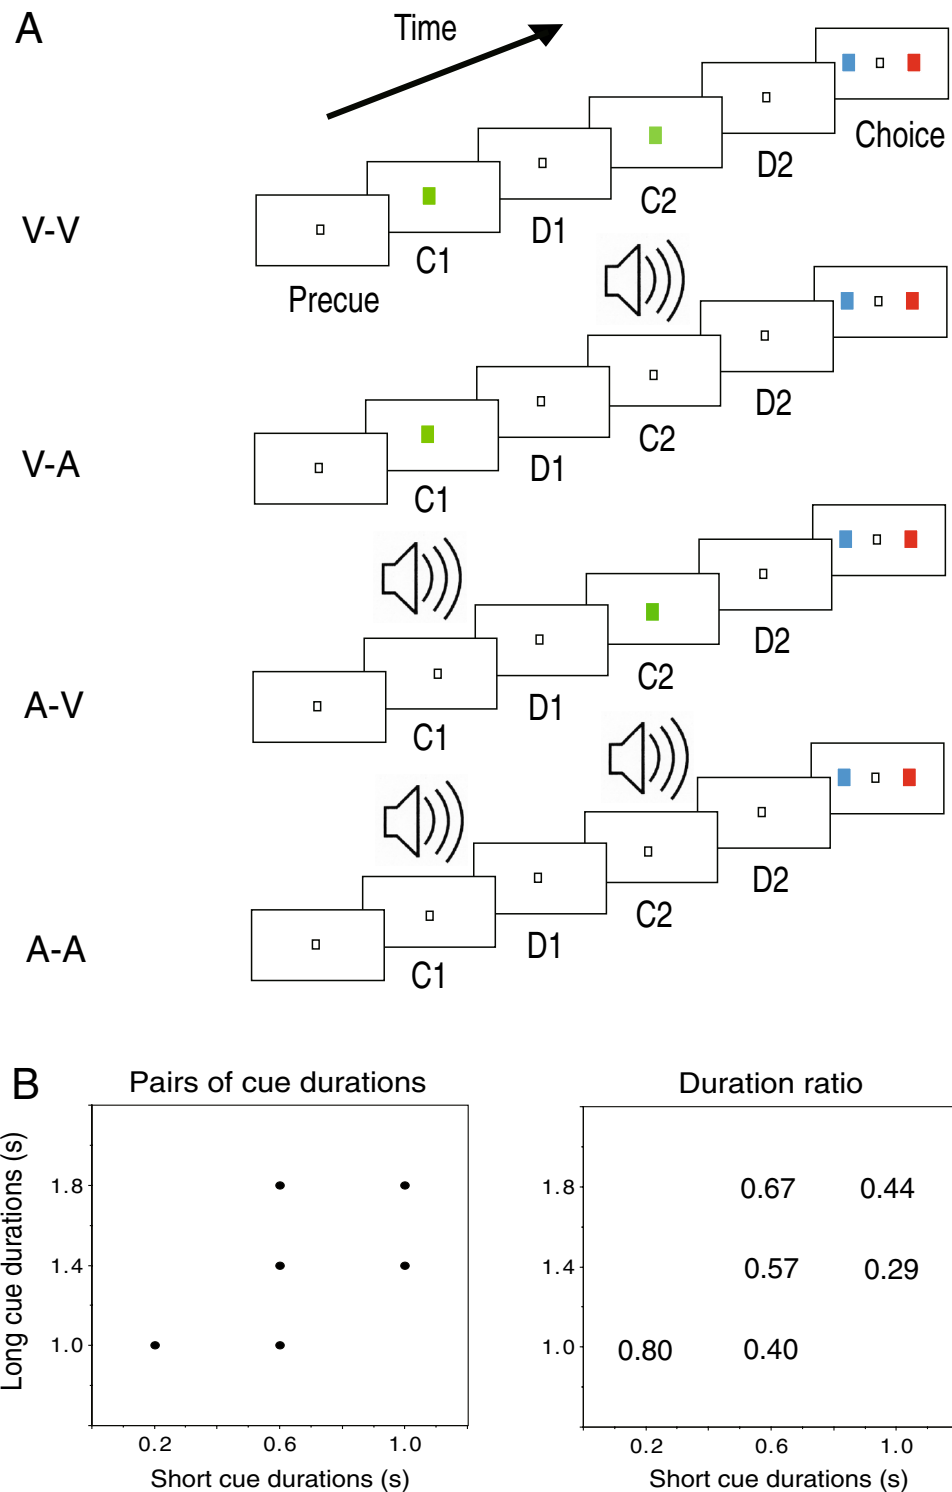 A
Time
Choice
D2
C2
D1
C1
Precue
V-V
D2
C2
D1
C1
V-A
D2
C2
D1
C1
A-V
D2
C2
D1
C1
A-A
B
Pairs of cue durations
Long cue durations (s)
1.8
1.4
1.0
0.2 0.6 1.0
Short cue durations (s)
Duration ratio
1.8 0.67 0.44
1.4 0.57 0.29
1.0 0.80 0.40
0.2 0.6 1.0
Short cue durations (s)